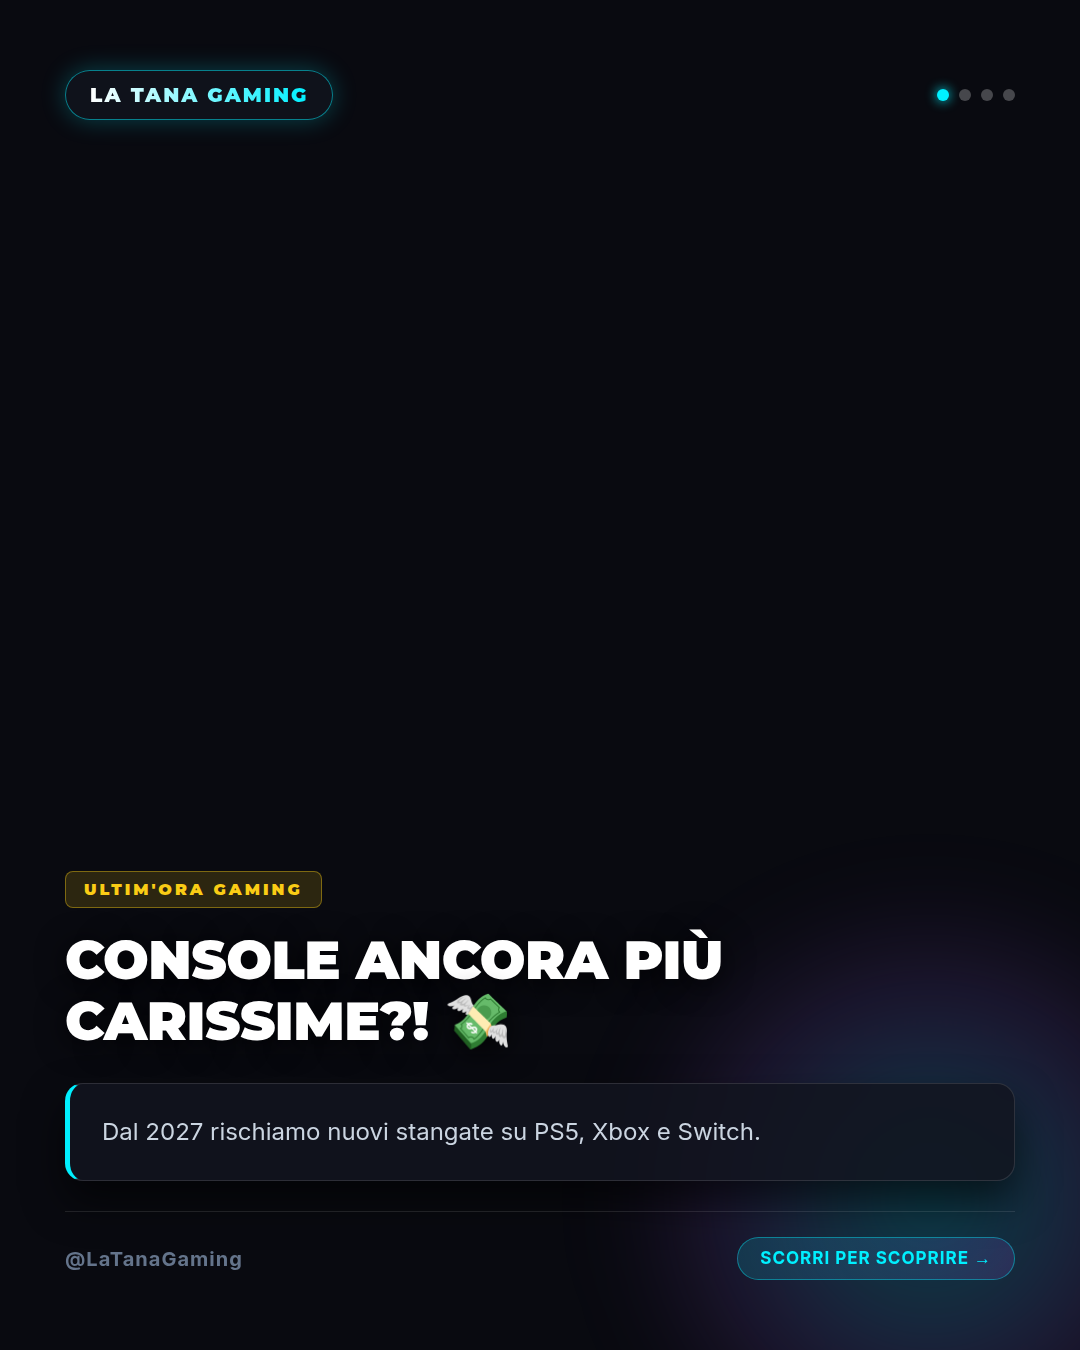 LA TANA GAMING
ULTIM'ORA GAMING
CONSOLE ANCORA PIÙ
CARISSIME?! 💸
Dal 2027 rischiamo nuovi stangate su PS5, Xbox e Switch.
@LaTanaGaming
SCORRI PER SCOPRIRE →